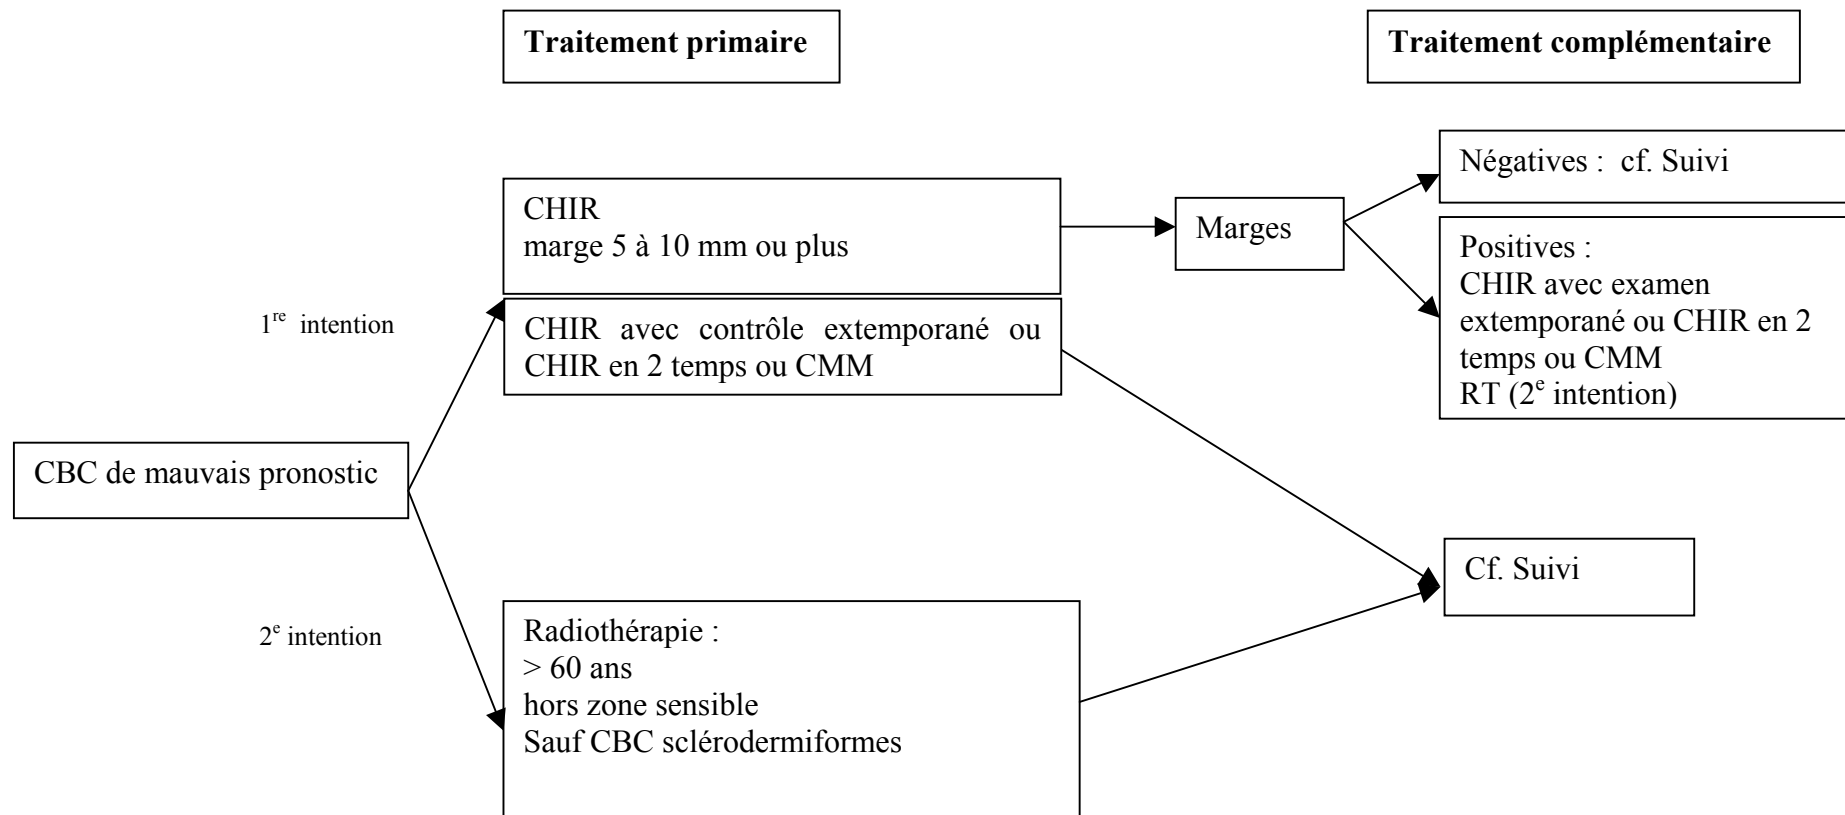 Traitement primaire
Traitement complémentaire
CHIR
marge 5 à 10 mm ou plus
Marges
Négatives :  cf. Suivi
Positives :
CHIR avec examen
extemporané ou CHIR en 2
temps ou CMM
RT (2e intention)
1re intention
CHIR avec contrôle extemporané ou
CHIR en 2 temps ou CMM
CBC de mauvais pronostic
2e intention
Radiothérapie :
> 60 ans
hors zone sensible
Sauf CBC sclérodermiformes
Cf. Suivi